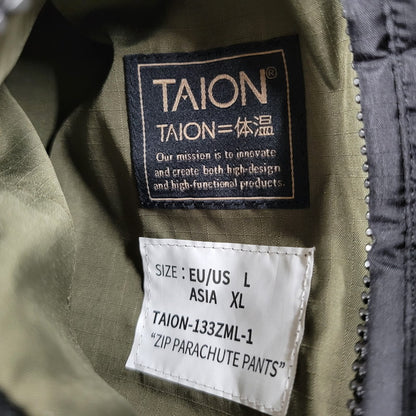 TAION®
TAION=体温
Our mission is to innovate
and create both high-design
and high-functional products.
SIZE : EU/US L
ASIA XL
TAION-133ZML-1
"ZIP PARACHUTE PANTS"